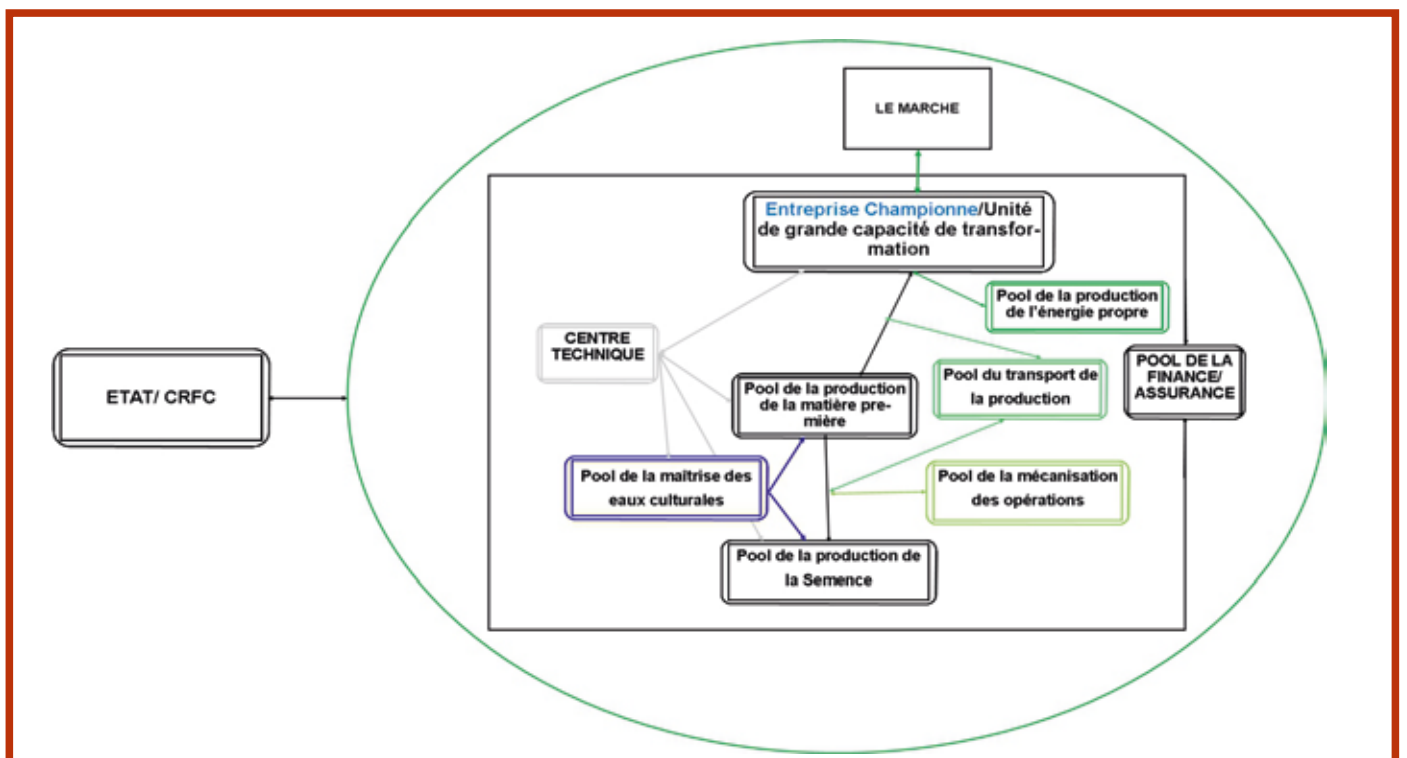 LE MARCHE
Entreprise Championne/Unité
de grande capacité de transfor-
mation
Pool de la production
de l'énergie propre
CENTRE
TECHNIQUE
POOL DE LA
FINANCE/
ASSURANCE
Pool du transport de
la production
ETAT/ CRFC
Pool de la production
de la matière pre-
mière
Pool de la maîtrise des
eaux culturales
Pool de la mécanisation
des opérations
Pool de la production de
la Semence